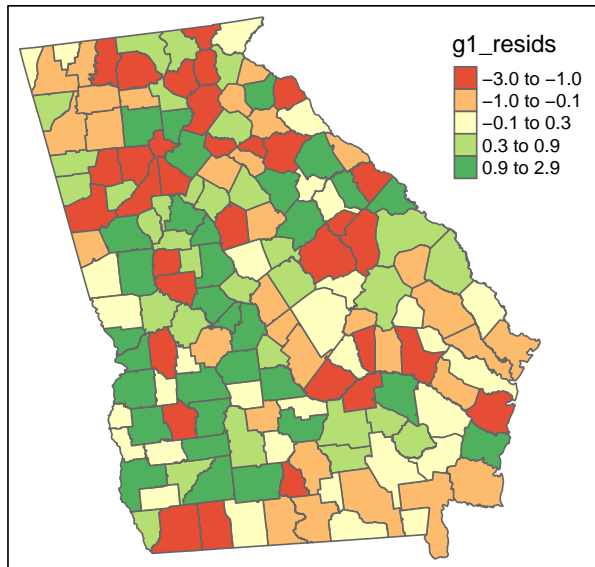 g1_resids
−3.0 to −1.0
−1.0 to −0.1
−0.1 to 0.3
0.3 to 0.9
0.9 to 2.9